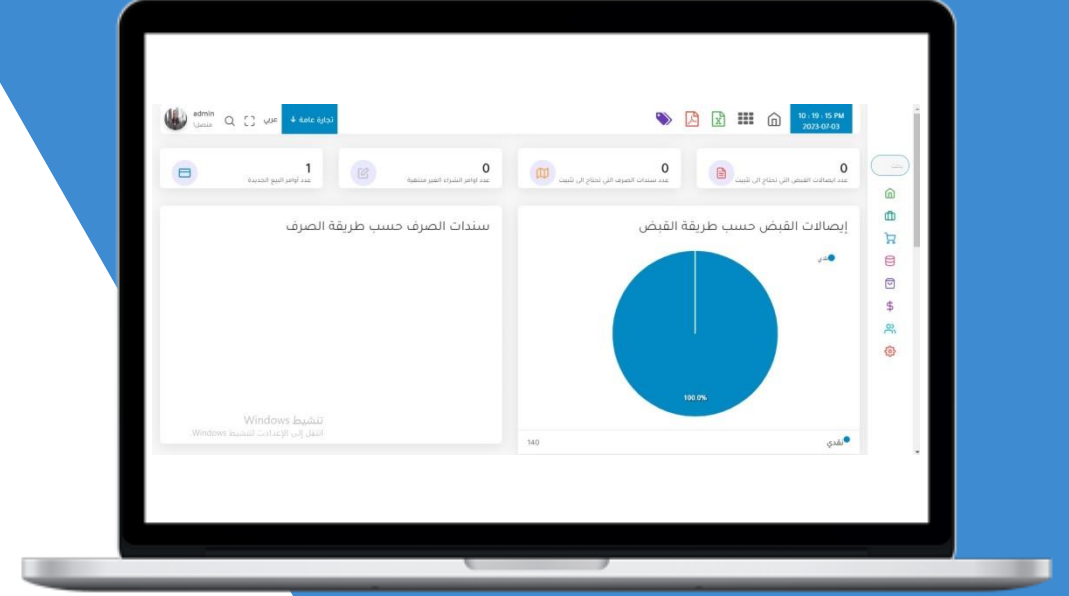 10 : 19 : 15 PM
2023-07-03
تجارة عامة
عربي
admin
متصل
0
عدد ايصالات القبض التي تحتاج الى تثبيت
0
عدد سندات الصرف التي تحتاج الى تثبيت
0
عدد اوامر الشراء الغير منتهية
1
عدد أوامر البيع الجديدة
إيصالات القبض حسب طريقة القبض
نقدي
100.0%
نقدي
140
سندات الصرف حسب طريقة الصرف
تنشيط Windows
انتقل إلى الإعدادات لتنشيط Windows.